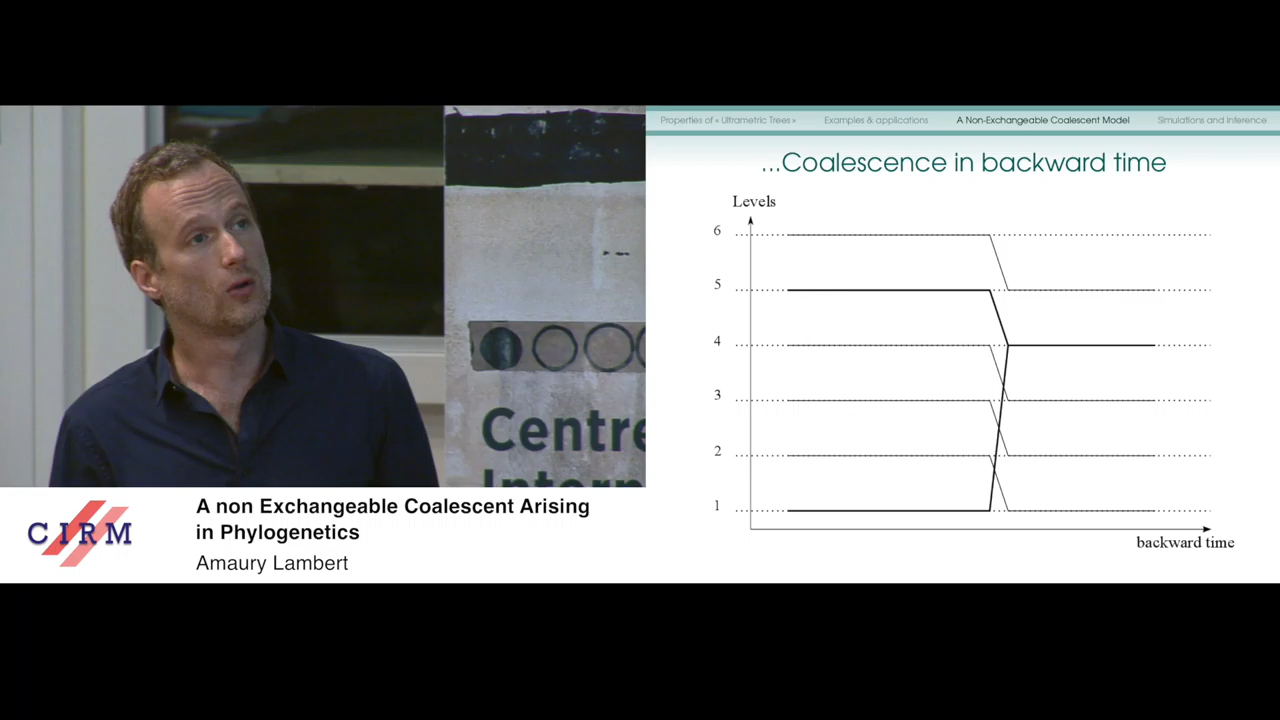 Properties of « Ultrametric Trees »
Examples & applications
A Non-Exchangeable Coalescent Model
Simulations and Inference
...Coalescence in backward time
Levels
6
5
4
3
2
1
backward time
Centre
Intern
CIRM
A non Exchangeable Coalescent Arising
in Phylogenetics
Amaury Lambert